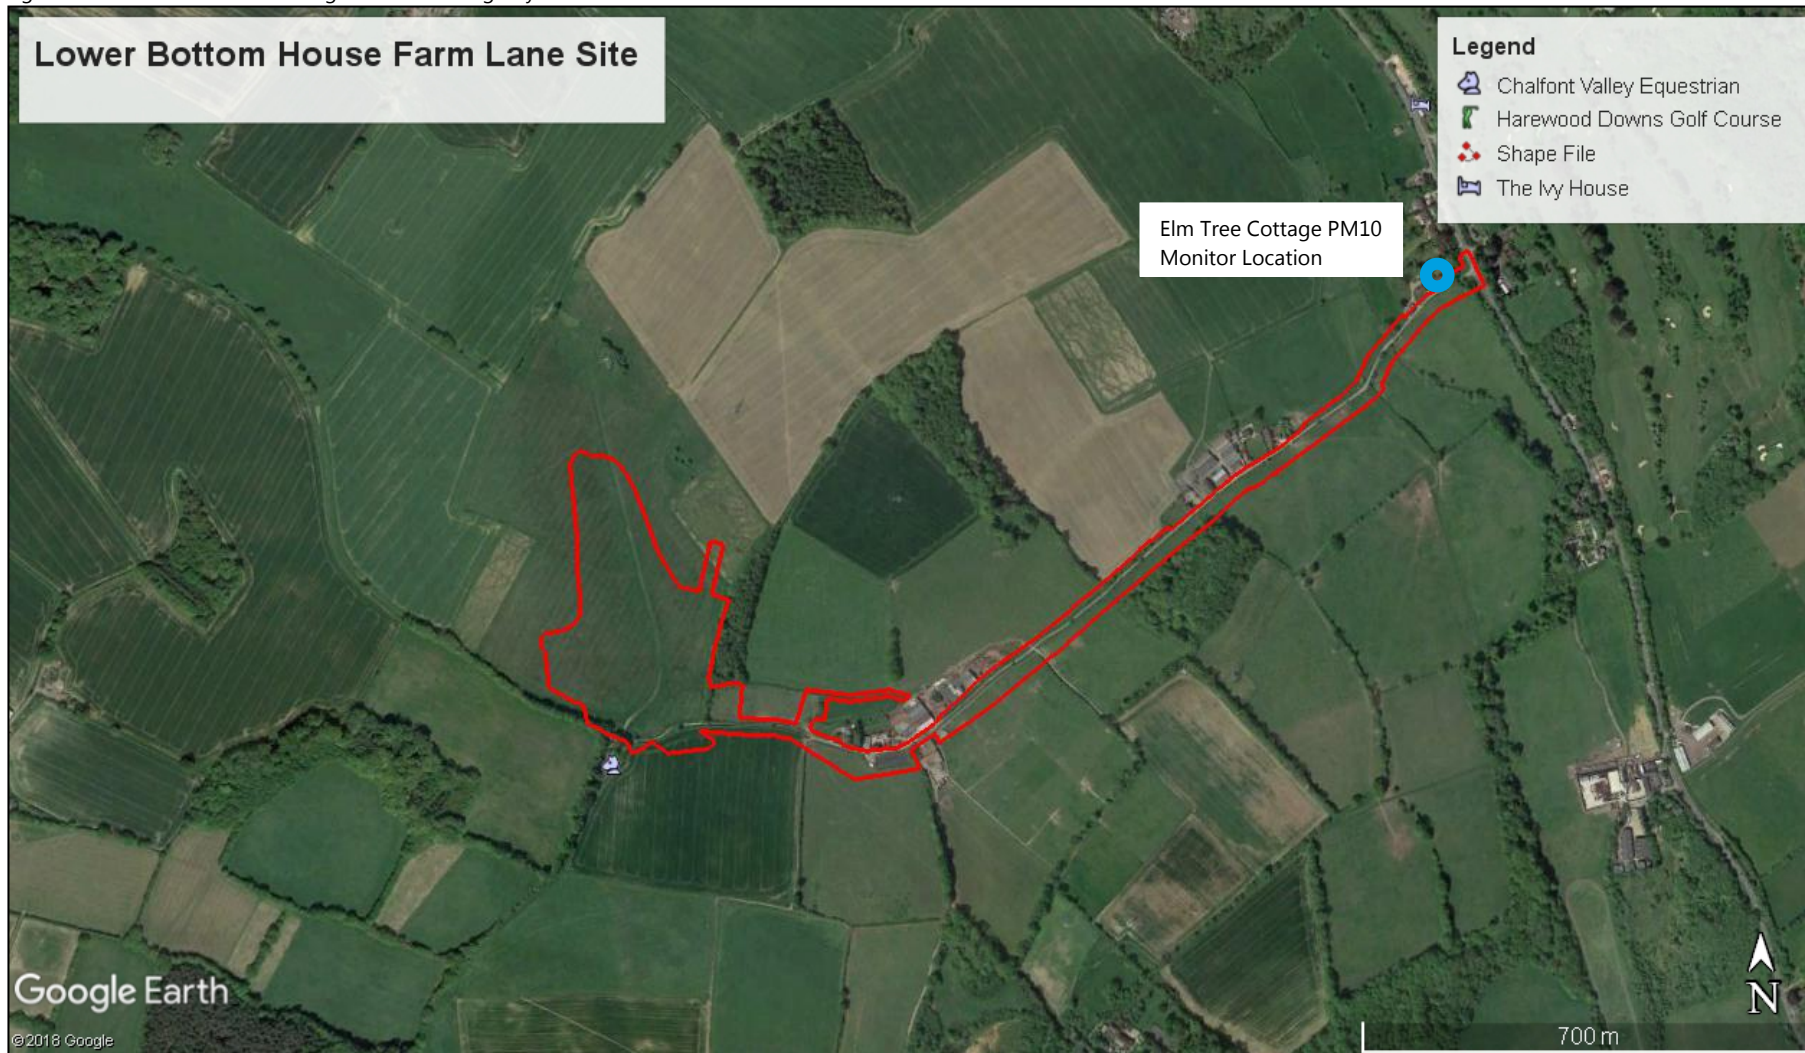 Lower Bottom House Farm Lane Site
Legend
Chalfont Valley Equestrian
Harewood Downs Golf Course
Shape File
The Ivy House
Elm Tree Cottage PM10
Monitor Location
Google Earth
©2018 Google
N
700 m